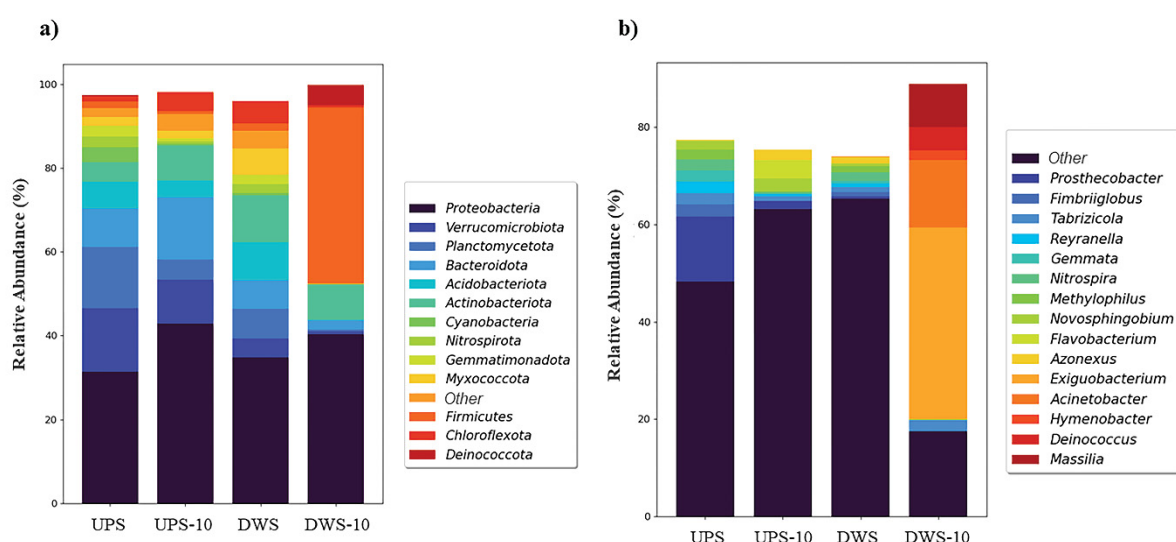 a)
Relative Abundance (%)
100
80
60
40
20
0
UPS
UPS-10
DWS
DWS-10
Proteobacteria
Verrucomicrobiota
Planctomycetota
Bacteroidota
Acidobacteriota
Actinobacteriota
Cyanobacteria
Nitrospirota
Gemmatimonadota
Myxococcota
Other
Firmicutes
Chloroflexota
Deinococcota
b)
Relative Abundance (%)
80
60
40
20
0
UPS
UPS-10
DWS
DWS-10
Other
Prosthecobacter
Fimbriiglobus
Tabrizicola
Reyranella
Gemmata
Nitrospira
Methylophilus
Novosphingobium
Flavobacterium
Azonexus
Exiguobacterium
Acinetobacter
Hymenobacter
Deinococcus
Massilia